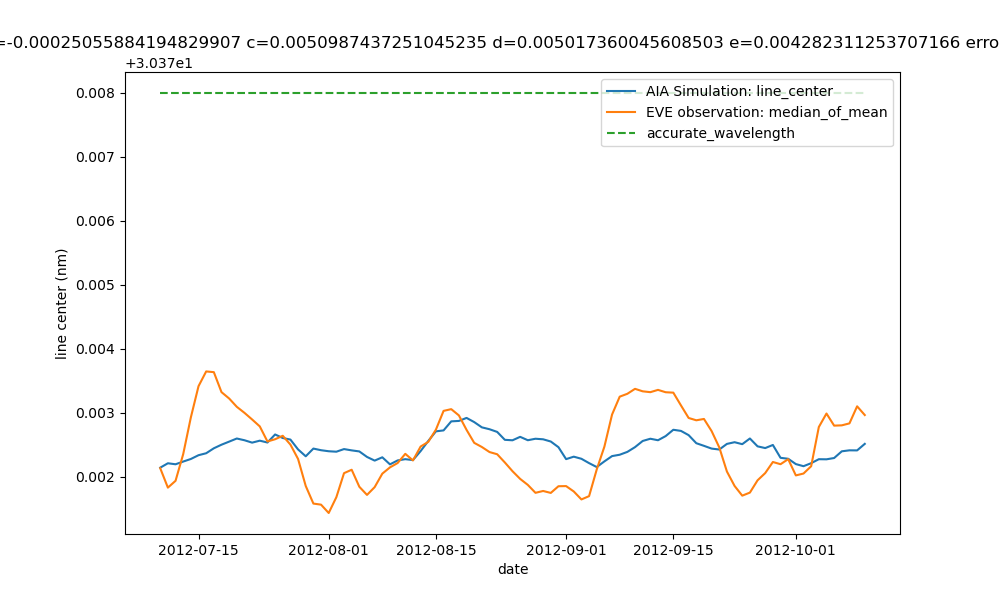 =-0.00025055884194829907 c=0.0050987437251045235 d=0.005017360045608503 e=0.004282311253707166 erro
+3.037e1
0.008
0.007
0.006
0.005
0.004
0.003
0.002
line center (nm)
AIA Simulation: line_center
EVE observation: median_of_mean
accurate_wavelength
2012-07-15
2012-08-01
2012-08-15
2012-09-01
2012-09-15
2012-10-01
date